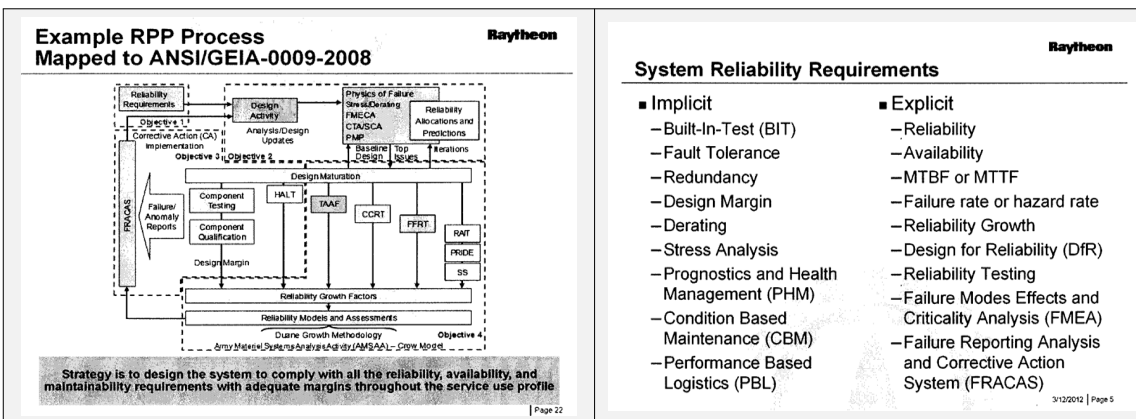 Example RPP Process
Mapped to ANSI/GEIA-0009-2008
Raytheon
Reliability
Requirements
Objective 1
Design
Activity
Analysis/Design
Updates
Physics of Failure
Stress/Derating
FMECA
CTA/SCA
PMP
Reliability
Allocations and
Predictions
Corrective Action (CA)
Implementation
Objective 3
Objective 2
Baseline
Design
Top
Issues
Iterations
Design Maturation
FRACAS
Failure/
Anomaly
Reports
Component
Testing
Component
Qualification
Design Margin
HALT
TAAF
CCRT
FFRT
RAIT
PRIDE
SS
Reliability Growth Factors
Reliability Models and Assessments
Duane Growth Methodology
Objective 4
Army Material Systems Analysis Activity (AMSAA) – Crow Model
Strategy is to design the system to comply with all the reliability, availability, and
maintainability requirements with adequate margins throughout the service use profile
Page 22
Raytheon
System Reliability Requirements
■ Implicit
–Built-In-Test (BIT)
–Fault Tolerance
–Redundancy
–Design Margin
–Derating
–Stress Analysis
–Prognostics and Health
Management (PHM)
–Condition Based
Maintenance (CBM)
–Performance Based
Logistics (PBL)
■ Explicit
–Reliability
–Availability
–MTBF or MTTF
–Failure rate or hazard rate
–Reliability Growth
–Design for Reliability (DfR)
–Reliability Testing
–Failure Modes Effects and
Criticality Analysis (FMEA)
–Failure Reporting Analysis
and Corrective Action
System (FRACAS)
3/12/2012 | Page 5